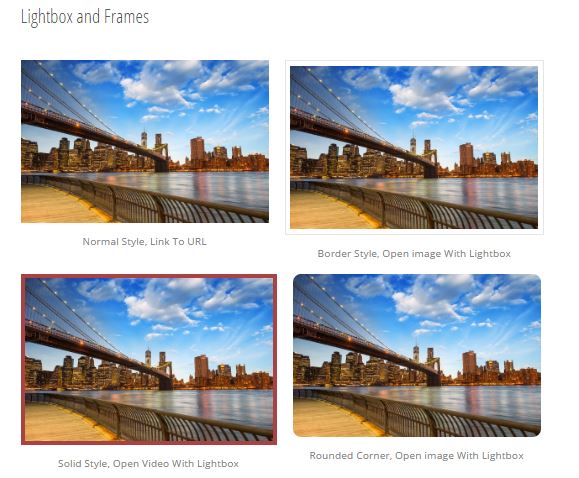 Lightbox and Frames
Normal Style, Link To URL
Border Style, Open image With Lightbox
Solid Style, Open Video With Lightbox
Rounded Corner, Open image With Lightbox